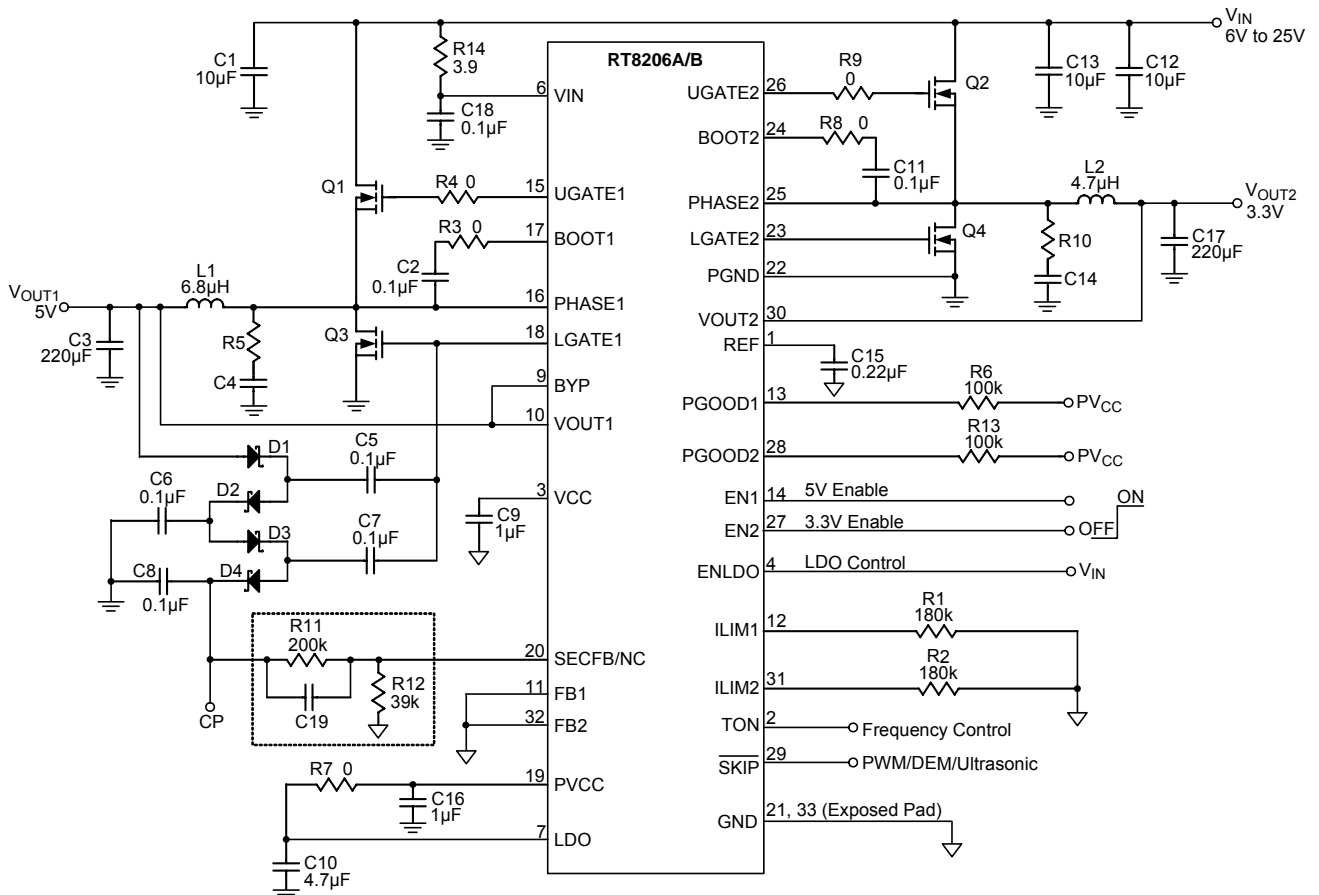 RT8206A/B
VIN
6V to 25V
C1
10µF
R14
3.9
C13
10µF
C12
10µF
6
VIN
C18
0.1µF
R9
0
UGATE2
26
Q2
R8 0
BOOT2
24
C11
0.1µF
Q1
R4 0
15
UGATE1
PHASE2
25
L2
4.7µH
VOUT2
3.3V
R3 0
17
BOOT1
LGATE2
23
Q4
C2
0.1µF
R10
C17
220µF
L1
6.8µH
PGND
22
C14
VOUT1
5V
16
PHASE1
VOUT2
30
C3
220µF
R5
Q3
18
LGATE1
REF
1
C4
C15
0.22µF
9
BYP
R6
100k
PGOOD1
13
PVCC
10
VOUT1
R13
100k
D1
C5
0.1µF
PGOOD2
28
PVCC
C6
0.1µF
D2
3
VCC
EN1
14
5V Enable
ON
C9
1µF
D3
C7
0.1µF
EN2
27
3.3V Enable
OFF
C8
0.1µF
D4
ENLDO
4
LDO Control
VIN
R1
180k
R11
200k
ILIM1
12
20
SECFB/NC
R2
180k
C19
R12
39k
ILIM2
31
11
FB1
CP
32
FB2
TON
2
Frequency Control
R7 0
19
PVCC
SKIP
29
PWM/DEM/Ultrasonic
C16
1µF
GND
21, 33 (Exposed Pad)
7
LDO
C10
4.7µF